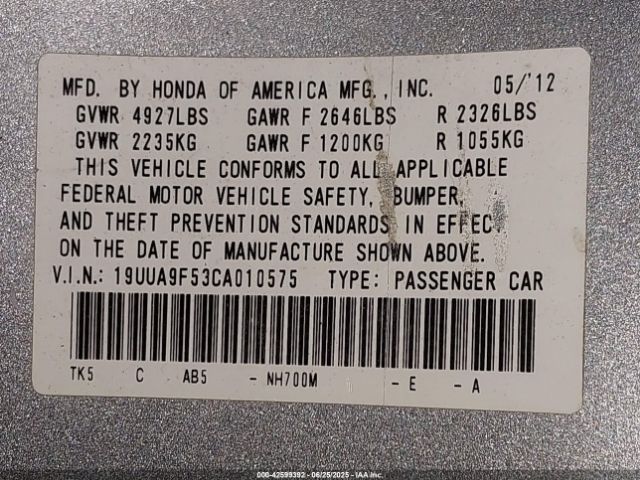 MFD. BY HONDA OF AMERICA MFG., INC. 05/'12
GVWR 4927LBS GAWR F 2646LBS R 2326LBS
GVWR 2235KG GAWR F 1200KG R 1055KG
THIS VEHICLE CONFORMS TO ALL APPLICABLE
FEDERAL MOTOR VEHICLE SAFETY, BUMPER,
AND THEFT PREVENTION STANDARDS IN EFFECT
ON THE DATE OF MANUFACTURE SHOWN ABOVE.
V.I.N.: 19UUA9F53CA010575 TYPE: PASSENGER CAR
TK5 C AB5 - NH700M - E - A
000-42599392 - 06/25/2025 - IAA Inc.